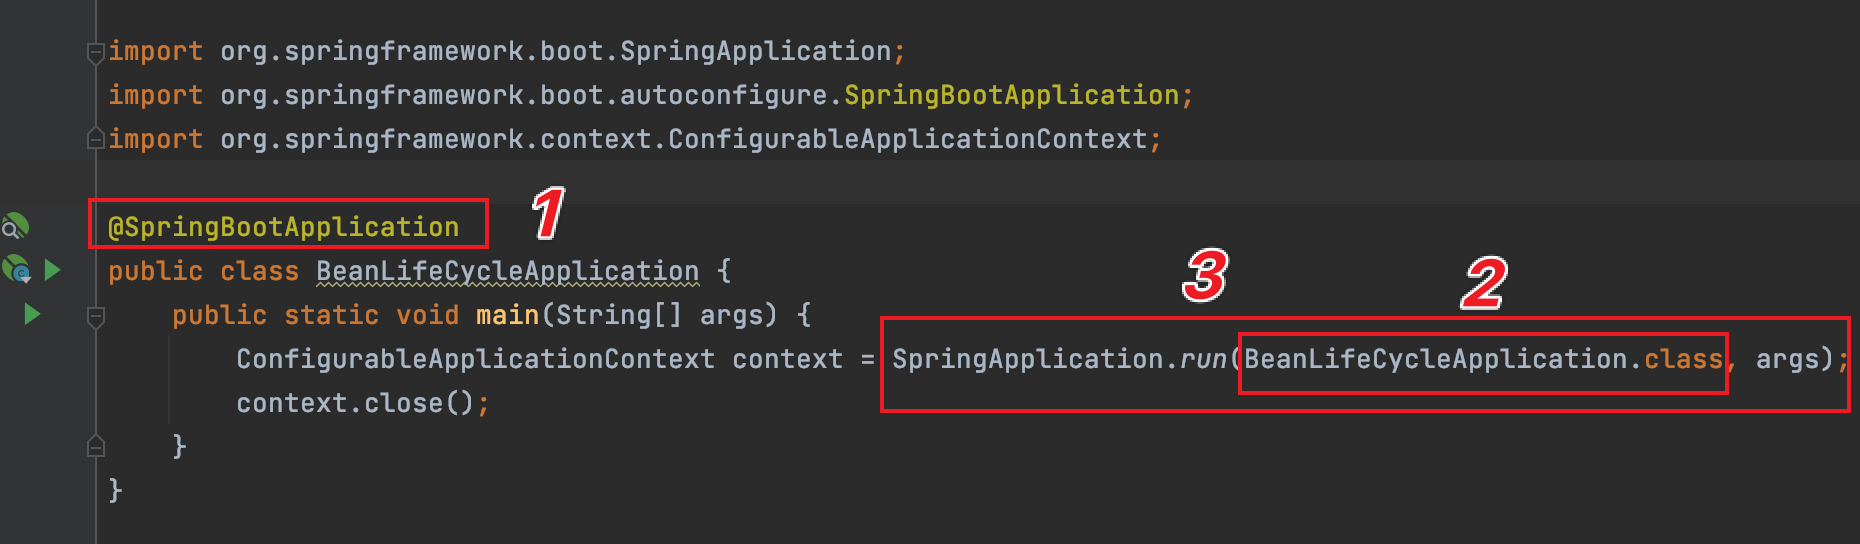 import org.springframework.boot.SpringApplication;
import org.springframework.boot.autoconfigure.SpringBootApplication;
import org.springframework.context.ConfigurableApplicationContext;
@SpringBootApplication 1
public class BeanLifeCycleApplication {
3 2
public static void main(String[] args) {
ConfigurableApplicationContext context = SpringApplication.run(BeanLifeCycleApplication.class, args);
context.close();
}
}